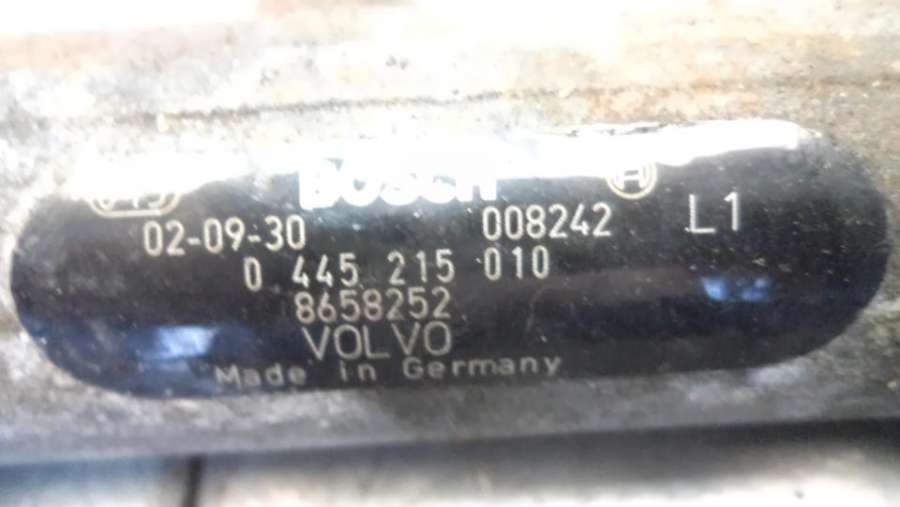 BOSCH
02-09-30 008242 L1
0 445 215 010
8658252
VOLVO
Made in Germany